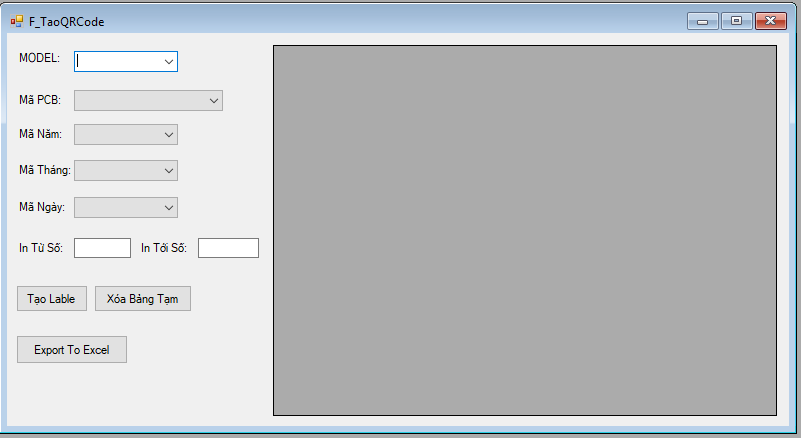 F_TaoQRCode
MODEL:
Mã PCB:
Mã Năm:
Mã Tháng:
Mã Ngày:
In Từ Số: In Tới Số:
Tạo Lable Xóa Bảng Tạm
Export To Excel